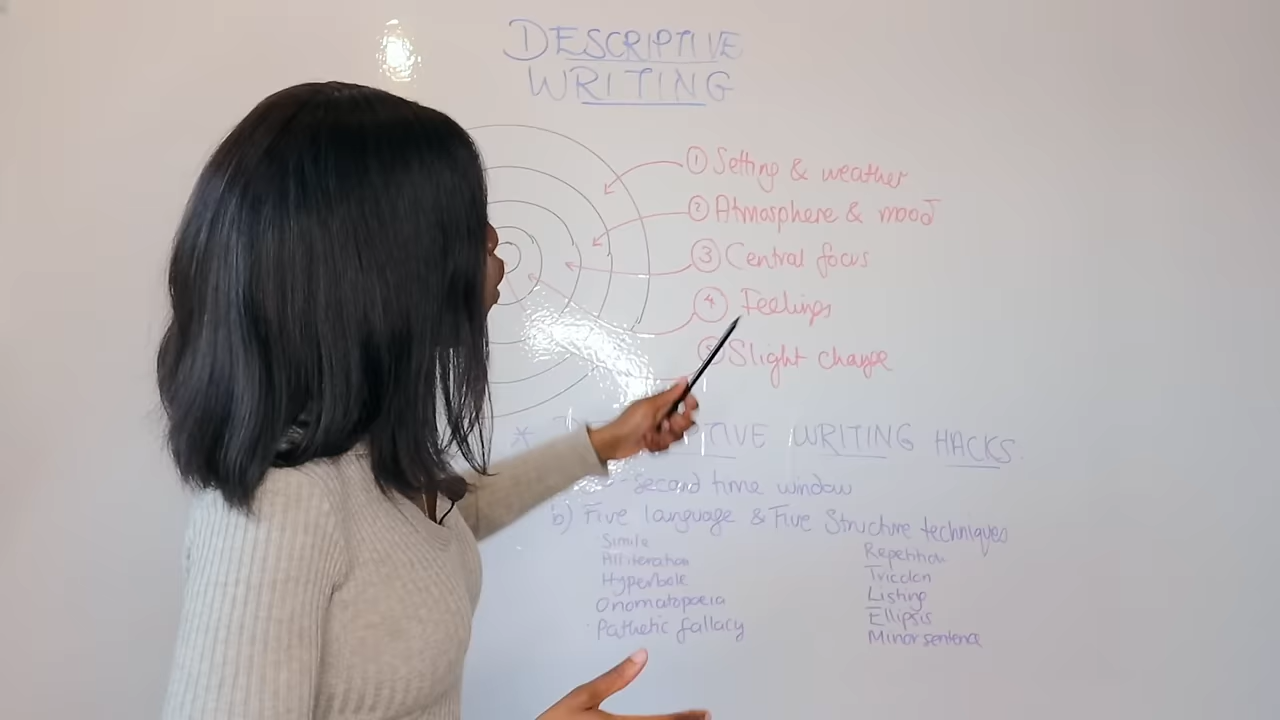 DESCRIPTIVE
WRITING
① Setting & weather
② Atmosphere & mood
③ Central focus
④ Feelings
Slight change
* WRITING HACKS.
-second time window
b) Five language & Five Structure techniques
Simile
Alliteration
Hyperbole
Onomatopoeia
Pathetic fallacy
Repetition
Tricolon
Listing
Ellipsis
Minor sentence